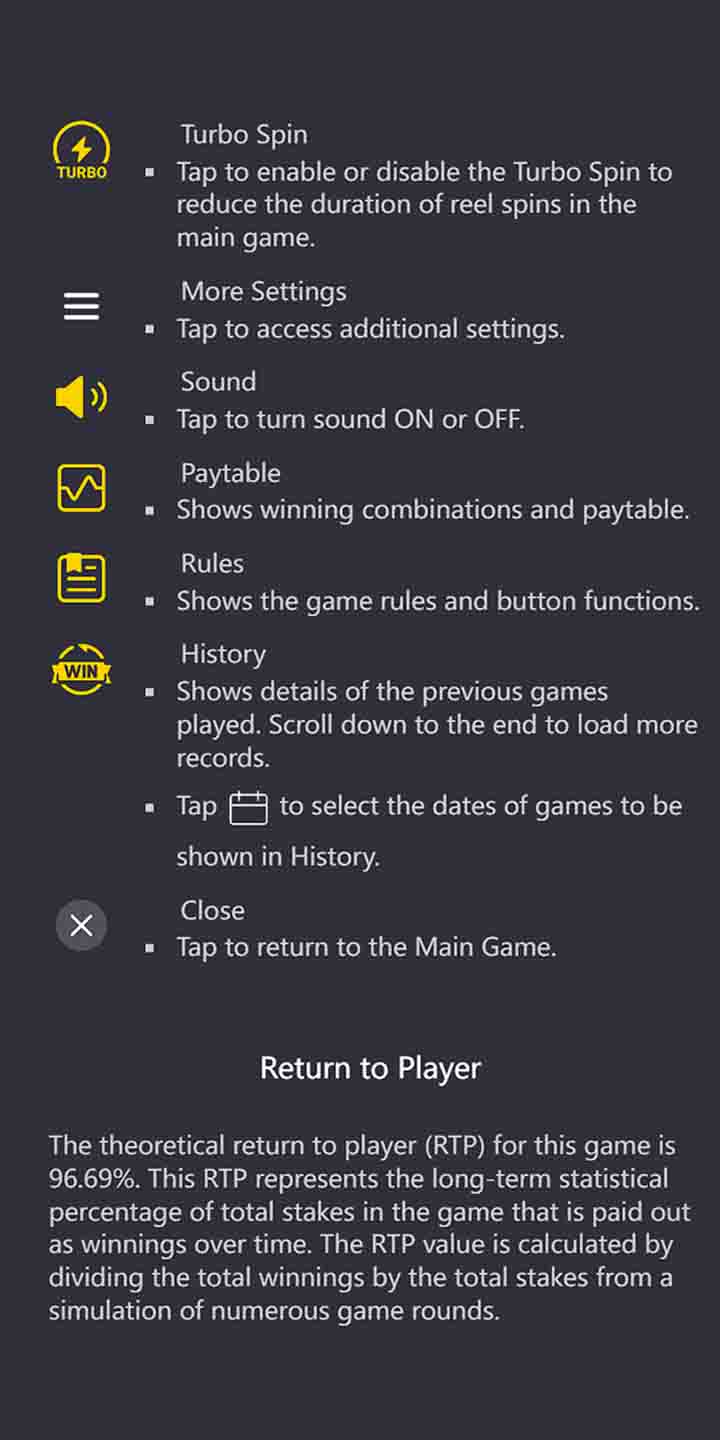 Turbo Spin
TURBO
▪ Tap to enable or disable the Turbo Spin to
reduce the duration of reel spins in the
main game.
More Settings
▪ Tap to access additional settings.
Sound
▪ Tap to turn sound ON or OFF.
Paytable
▪ Shows winning combinations and paytable.
Rules
▪ Shows the game rules and button functions.
History
WIN
▪ Shows details of the previous games
played. Scroll down to the end to load more
records.
▪ Tap to select the dates of games to be
shown in History.
Close
▪ Tap to return to the Main Game.
Return to Player
The theoretical return to player (RTP) for this game is
96.69%. This RTP represents the long-term statistical
percentage of total stakes in the game that is paid out
as winnings over time. The RTP value is calculated by
dividing the total winnings by the total stakes from a
simulation of numerous game rounds.